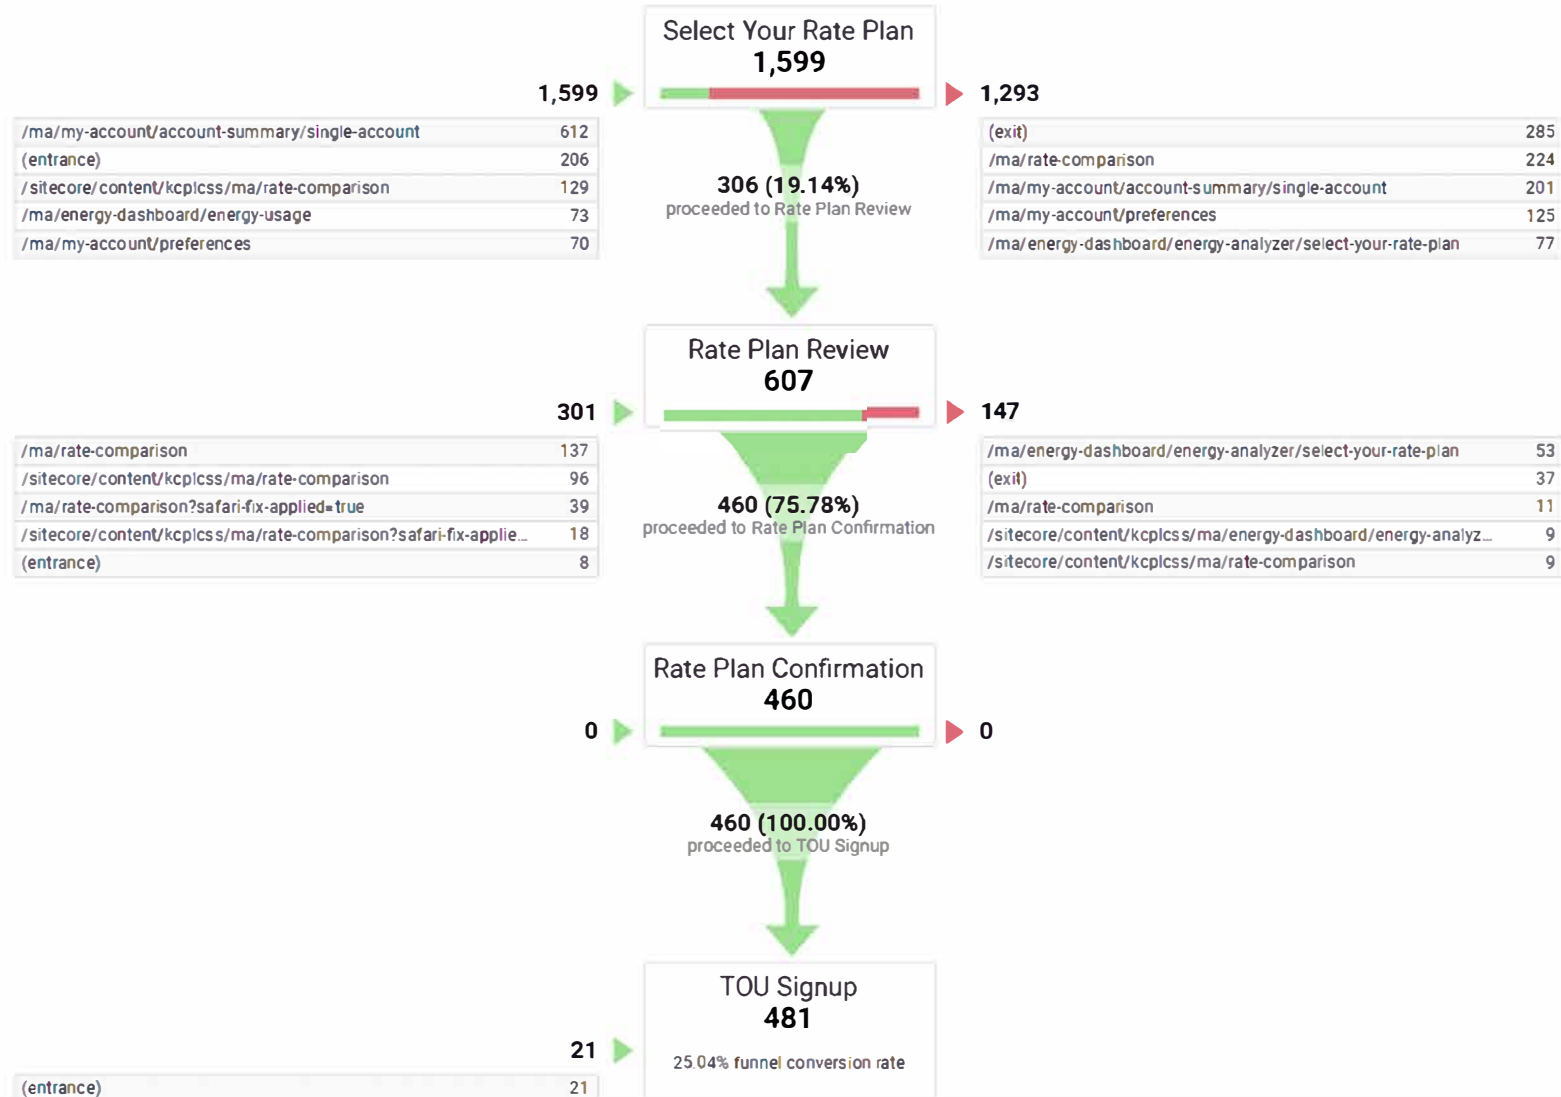 Select Your Rate Plan
1,599
1,599
1,293
/ma/my-account/account-summary/single-account 612
(entrance) 206
/sitecore/content/kcplcss/ma/rate-comparison 129
/ma/energy-dashboard/energy-usage 73
/ma/my-account/preferences 70
306 (19.14%)
proceeded to Rate Plan Review
(exit) 285
/ma/rate-comparison 224
/ma/my-account/account-summary/single-account 201
/ma/my-account/preferences 125
/ma/energy-dashboard/energy-analyzer/select-your-rate-plan 77
Rate Plan Review
607
301
147
/ma/rate-comparison 137
/sitecore/content/kcplcss/ma/rate-comparison 96
/ma/rate-comparison?safari-fix-applied=true 39
/sitecore/content/kcplcss/ma/rate-comparison?safari-fix-applie... 18
(entrance) 8
460 (75.78%)
proceeded to Rate Plan Confirmation
/ma/energy-dashboard/energy-analyzer/select-your-rate-plan 53
(exit) 37
/ma/rate-comparison 11
/sitecore/content/kcplcss/ma/energy-dashboard/energy-analyz... 9
/sitecore/content/kcplcss/ma/rate-comparison 9
Rate Plan Confirmation
460
0
0
460 (100.00%)
proceeded to TOU Signup
TOU Signup
481
21
25.04% funnel conversion rate
(entrance) 21